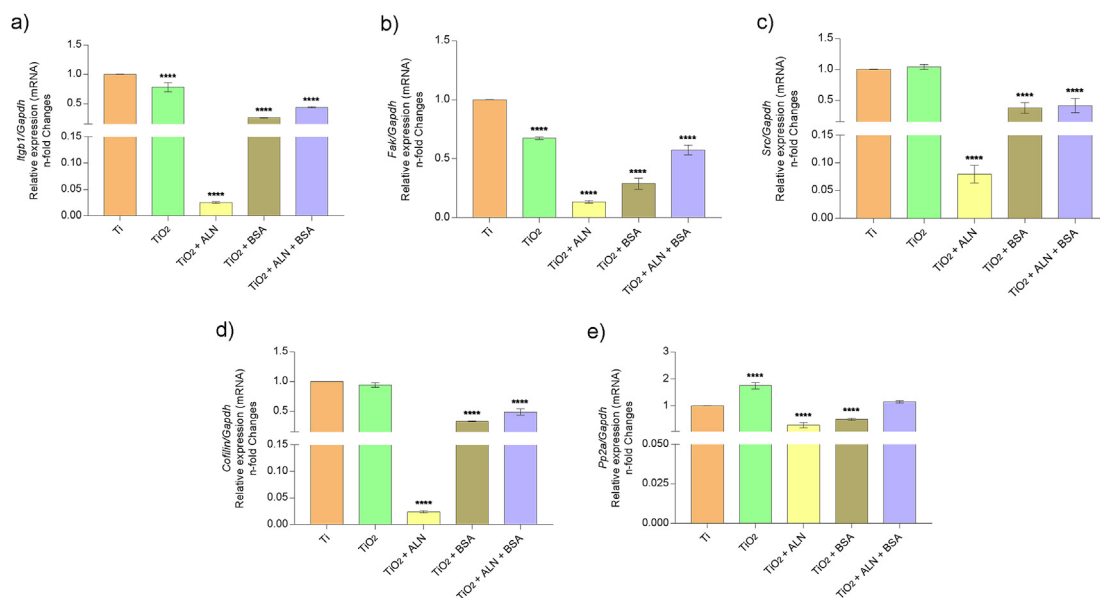 a)
Itgb1/Gapdh
Relative expression (mRNA)
n-fold Changes
1.5
1.0
0.5
0.15
0.10
0.05
0.00
****
****
****
****
Ti
TiO2
TiO2 + ALN
TiO2 + BSA
TiO2 + ALN + BSA
b)
Fak/Gapdh
Relative expression (mRNA)
n-fold Changes
1.5
1.0
0.5
0.0
****
****
****
****
Ti
TiO2
TiO2 + ALN
TiO2 + BSA
TiO2 + ALN + BSA
c)
Src/Gapdh
Relative expression (mRNA)
n-fold Changes
1.5
1.0
0.5
0.15
0.10
0.05
0.00
****
****
****
Ti
TiO2
TiO2 + ALN
TiO2 + BSA
TiO2 + ALN + BSA
d)
Cofilin/Gapdh
Relative expression (mRNA)
n-fold Changes
1.5
1.0
0.5
0.15
0.10
0.05
0.00
****
****
****
Ti
TiO2
TiO2 + ALN
TiO2 + BSA
TiO2 + ALN + BSA
e)
Pp2a/Gapdh
Relative expression (mRNA)
n-fold Changes
3
2
1
0.050
0.025
0.000
****
****
****
Ti
TiO2
TiO2 + ALN
TiO2 + BSA
TiO2 + ALN + BSA